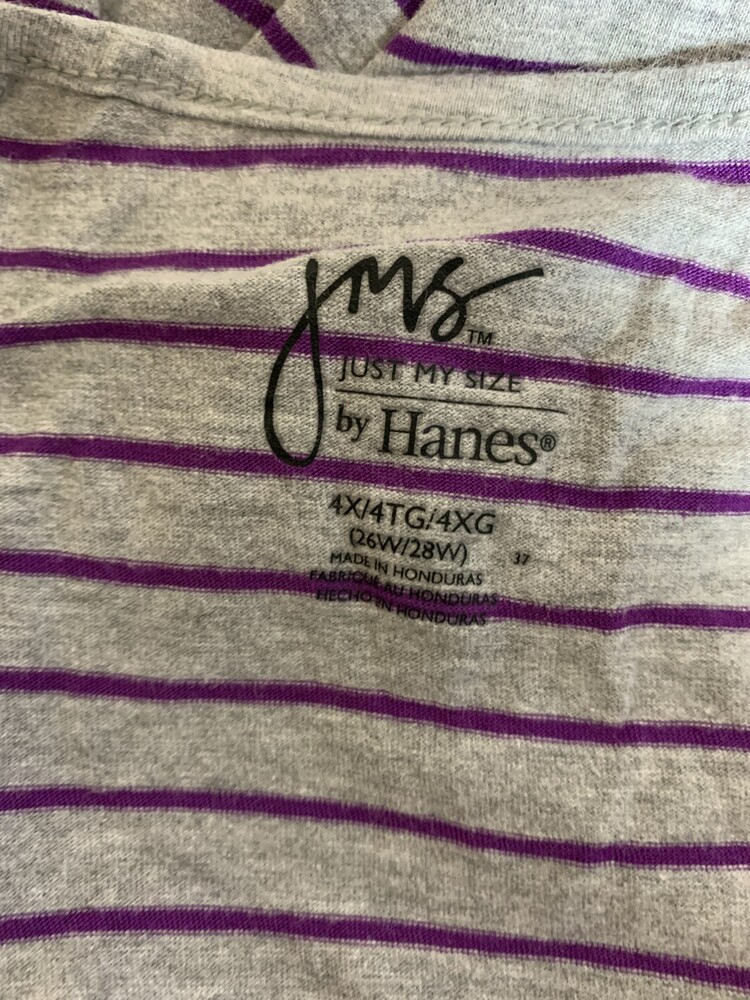 jms™
JUST MY SIZE
by Hanes®
4X/4TG/4XG
(26W/28W)
37
MADE IN HONDURAS
FABRIQUÉ AU HONDURAS
HECHO EN HONDURAS